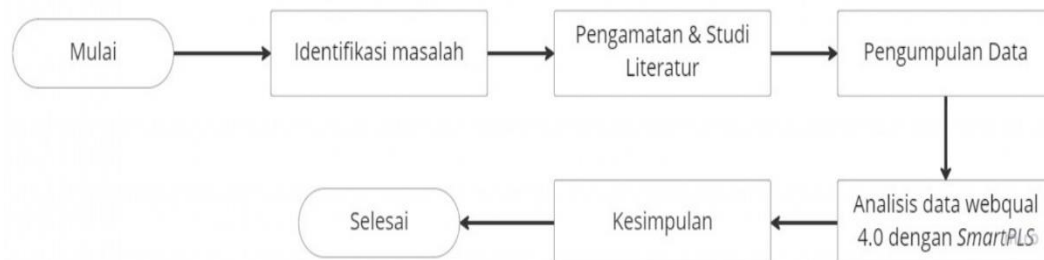 Mulai
Identifikasi masalah
Pengamatan & Studi
Literatur
Pengumpulan Data
Analisis data webqual
4.0 dengan SmartPLS
Kesimpulan
Selesai